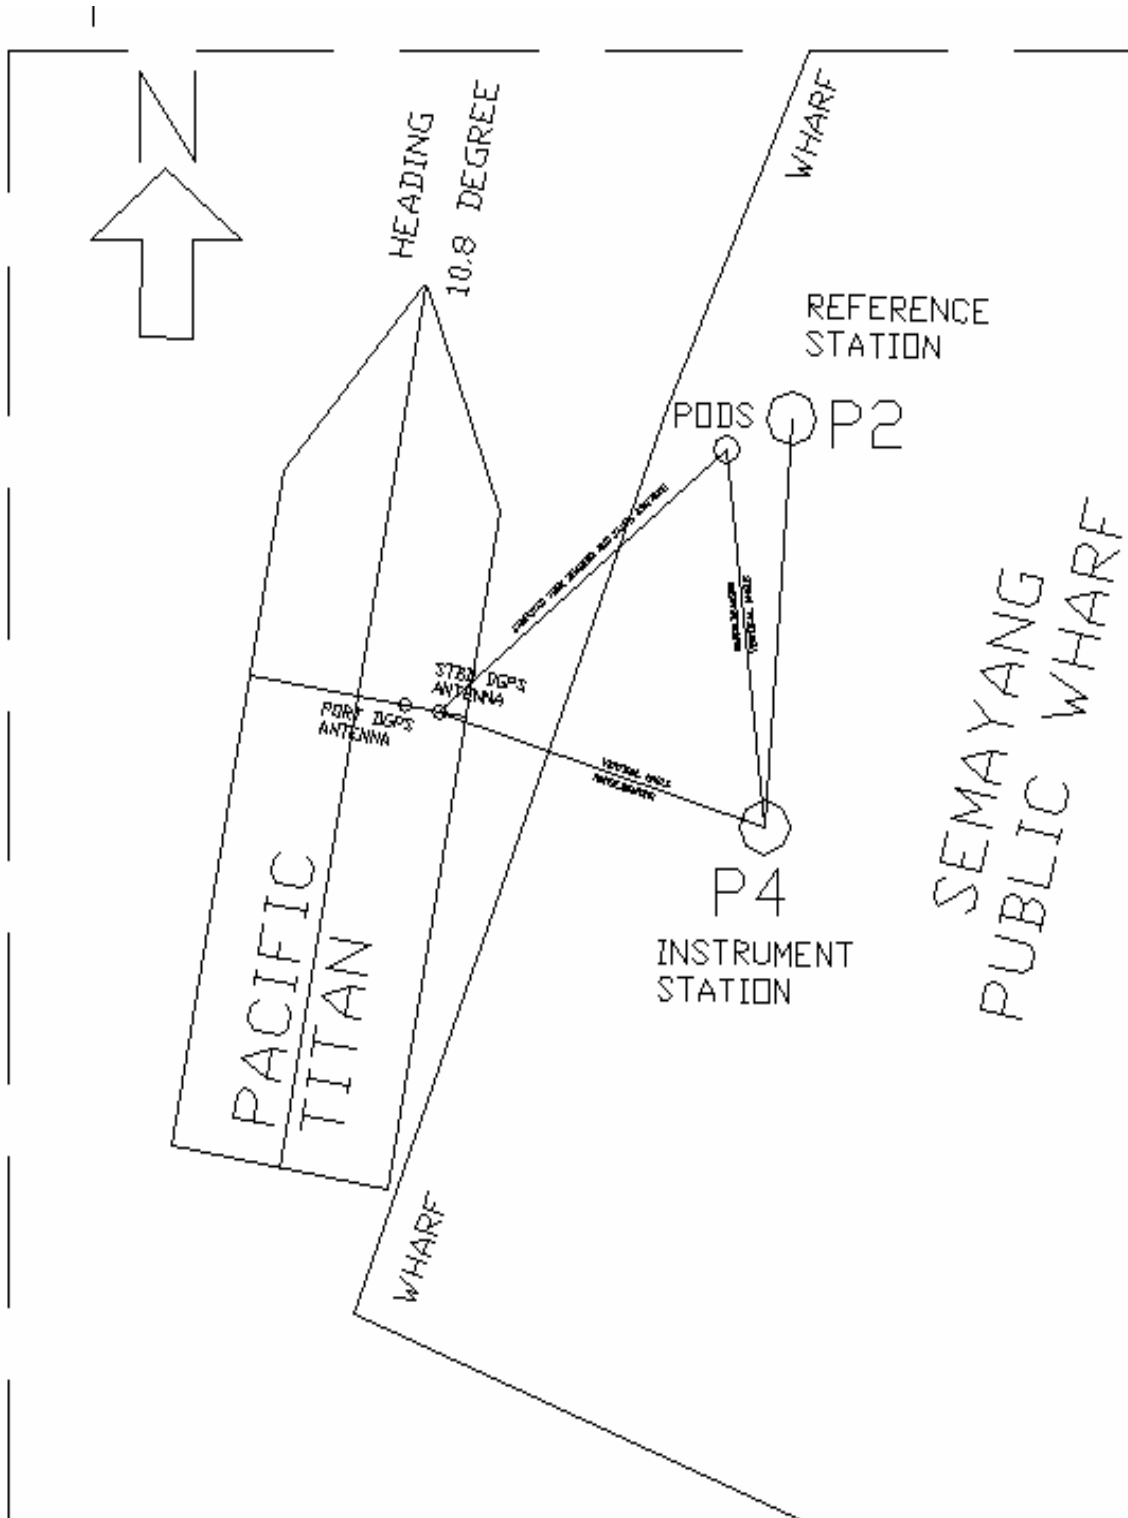 N
HEADING
10.8 DEGREE
WHARF
REFERENCE
STATION
PODS
P2
STBD DGPS
ANTENNA
PORT DGPS
ANTENNA
P4
INSTRUMENT
STATION
SEMAYANG
PUBLIC WHARF
PACIFIC
TITAN
WHARF